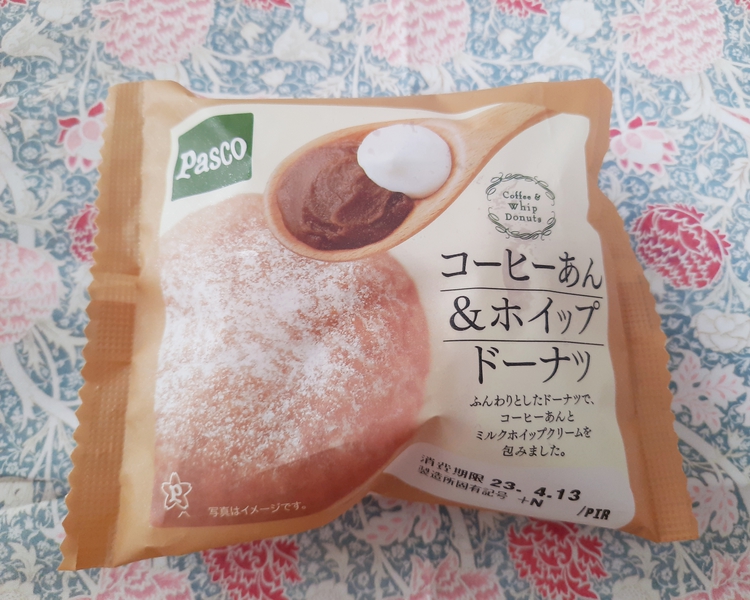 Pasco
Coffee &
Whip
Donuts
コーヒーあん
&ホイップ
ドーナツ
ふんわりとしたドーナツで、
コーヒーあんと
ミルクホイップクリームを
包みました。
消費期限 23. 4.13
製造所固有記号 +N /PIR
P
写真はイメージです。